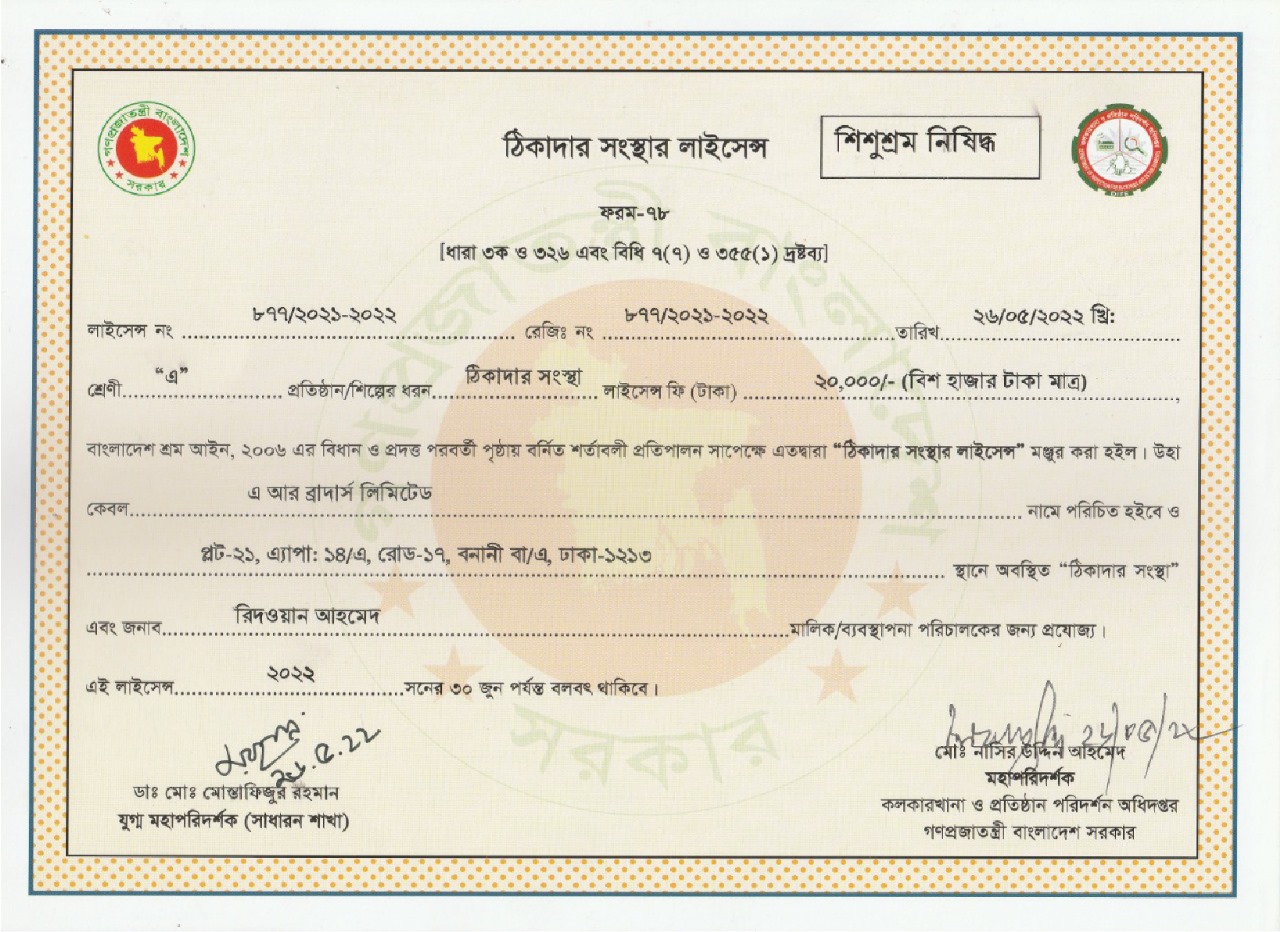 গণপ্রজাতন্ত্রী বাংলাদেশ
সরকার
ঠিকাদার সংস্থার লাইসেন্স
শিশুশ্রম নিষিদ্ধ
ফরম-৭৮
[ধারা ৩ক ও ৩২৬ এবং বিধি ৭(৭) ও ৩৫৫(১) দ্রষ্টব্য]
লাইসেন্স নং ৮৭৭/২০২১-২০২২ রেজিঃ নং ৮৭৭/২০২১-২০২২ তারিখ ২৬/০৫/২০২২ খ্রি:
শ্রেণী “এ” প্রতিষ্ঠান/শিল্পের ধরন ঠিকাদার সংস্থা লাইসেন্স ফি (টাকা) ২০,০০০/- (বিশ হাজার টাকা মাত্র),
বাংলাদেশ শ্রম আইন, ২০০৬ এর বিধান ও প্রদত্ত পরবর্তী পৃষ্ঠায় বর্নিত শর্তাবলী প্রতিপালন সাপেক্ষে এতদ্বারা “ঠিকাদার সংস্থার লাইসেন্স” মঞ্জুর করা হইল। উহা
কেবল এ আর ব্রাদার্স লিমিটেড নামে পরিচিত হইবে ও
প্লট-২১, এ্যাপা: ১৪/এ, রোড-১৭, বনানী বা/এ, ঢাকা-১২১৩ স্থানে অবস্থিত “ঠিকাদার সংস্থা”
এবং জনাব রিদওয়ান আহমেদ মালিক/ব্যবস্থাপনা পরিচালকের জন্য প্রযোজ্য।
এই লাইসেন্স ২০২২ সনের ৩০ জুন পর্যন্ত বলবৎ থাকিবে।
গণপ্রজাতন্ত্রী বাংলাদেশ
সরকার
২৬.৫.২২
ডাঃ মোঃ মোস্তাফিজুর রহমান
যুগ্ম মহাপরিদর্শক (সাধারন শাখা)
মোঃ নাসির উদ্দিন আহমেদ
মহাপরিদর্শক
কলকারখানা ও প্রতিষ্ঠান পরিদর্শন অধিদপ্তর
গণপ্রজাতন্ত্রী বাংলাদেশ সরকার